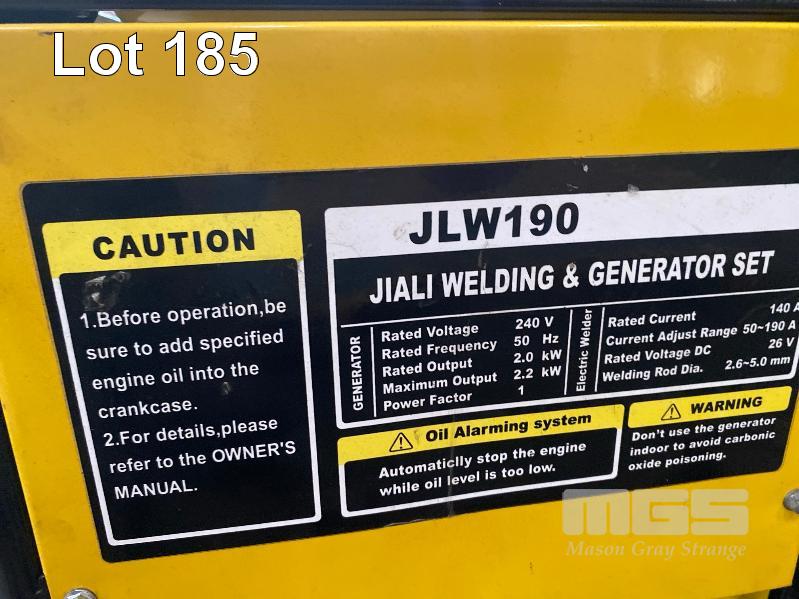 Lot 185
CAUTION
1.Before operation,be
sure to add specified
engine oil into the
crankcase.
2.For details,please
refer to the OWNER'S
MANUAL.
JLW190
JIALI WELDING & GENERATOR SET
GENERATOR
Rated Voltage 240 V
Rated Frequency 50 Hz
Rated Output 2.0 kW
Maximum Output 2.2 kW
Power Factor 1
Electric Welder
Rated Current 140 A
Current Adjust Range 50~190 A
Rated Voltage DC 26 V
Welding Rod Dia. 2.6~5.0 mm
Oil Alarming system
Automaticlly stop the engine
while oil level is too low.
WARNING
Don't use the generator
indoor to avoid carbonic
oxide poisoning.
MGS
Mason Gray Strange